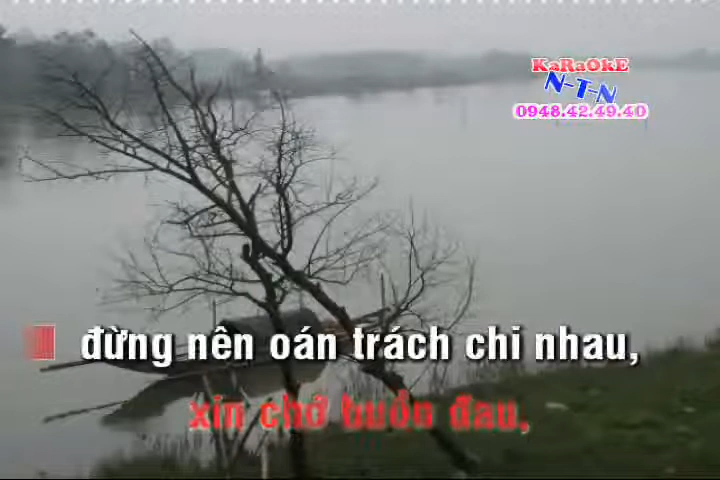 KaRaOkE
N-T-N
0948.42.49.40
đừng nên oán trách chi nhau,
xin chớ buồn đau,